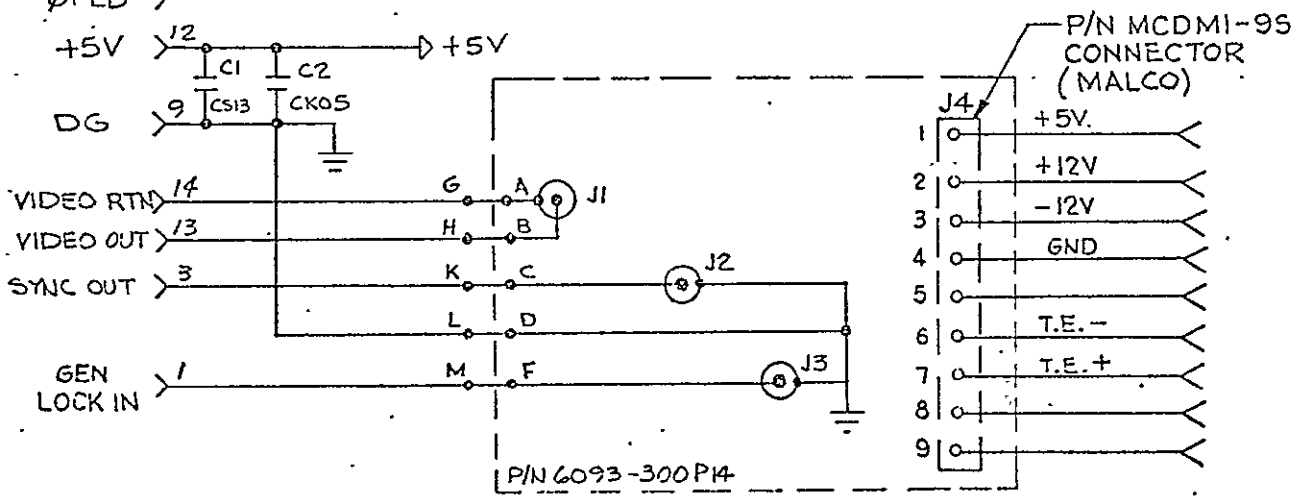 +5V 12
C1 C2
+5V
CS13 CK05
DG 9
P/N MCDM1-9S
CONNECTOR
(MALCO)
J4
1 +5V.
2 +12V
3 -12V
4 GND
5
6 T.E.-
7 T.E.+
8
9
VIDEO RTN 14 G A J1
VIDEO OUT 13 H B
SYNC OUT 3 K C J2
L D
GEN
LOCK IN 1 M F J3
P/N 6093-300P14